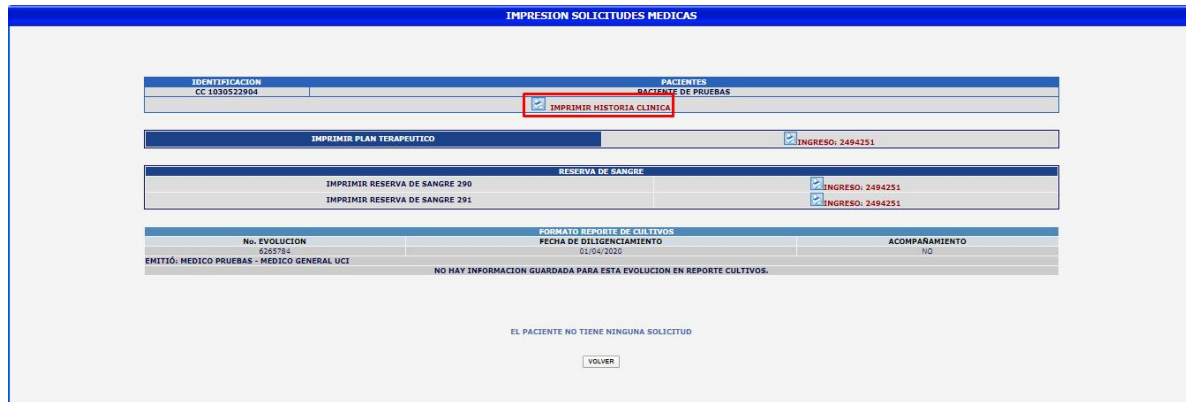 IMPRESION SOLICITUDES MEDICAS
IDENTIFICACION PACIENTES
CC 1030522904 PACIENTE DE PRUEBAS
IMPRIMIR HISTORIA CLINICA
IMPRIMIR PLAN TERAPEUTICO INGRESO: 2494251
RESERVA DE SANGRE
IMPRIMIR RESERVA DE SANGRE 290 INGRESO: 2494251
IMPRIMIR RESERVA DE SANGRE 291 INGRESO: 2494251
FORMATO REPORTE DE CULTIVOS
No. EVOLUCION FECHA DE DILIGENCIAMIENTO ACOMPAÑAMIENTO
6265784 01/04/2020 NO
EMITIÓ: MEDICO PRUEBAS - MEDICO GENERAL UCI
NO HAY INFORMACION GUARDADA PARA ESTA EVOLUCION EN REPORTE CULTIVOS.
EL PACIENTE NO TIENE NINGUNA SOLICITUD
VOLVER